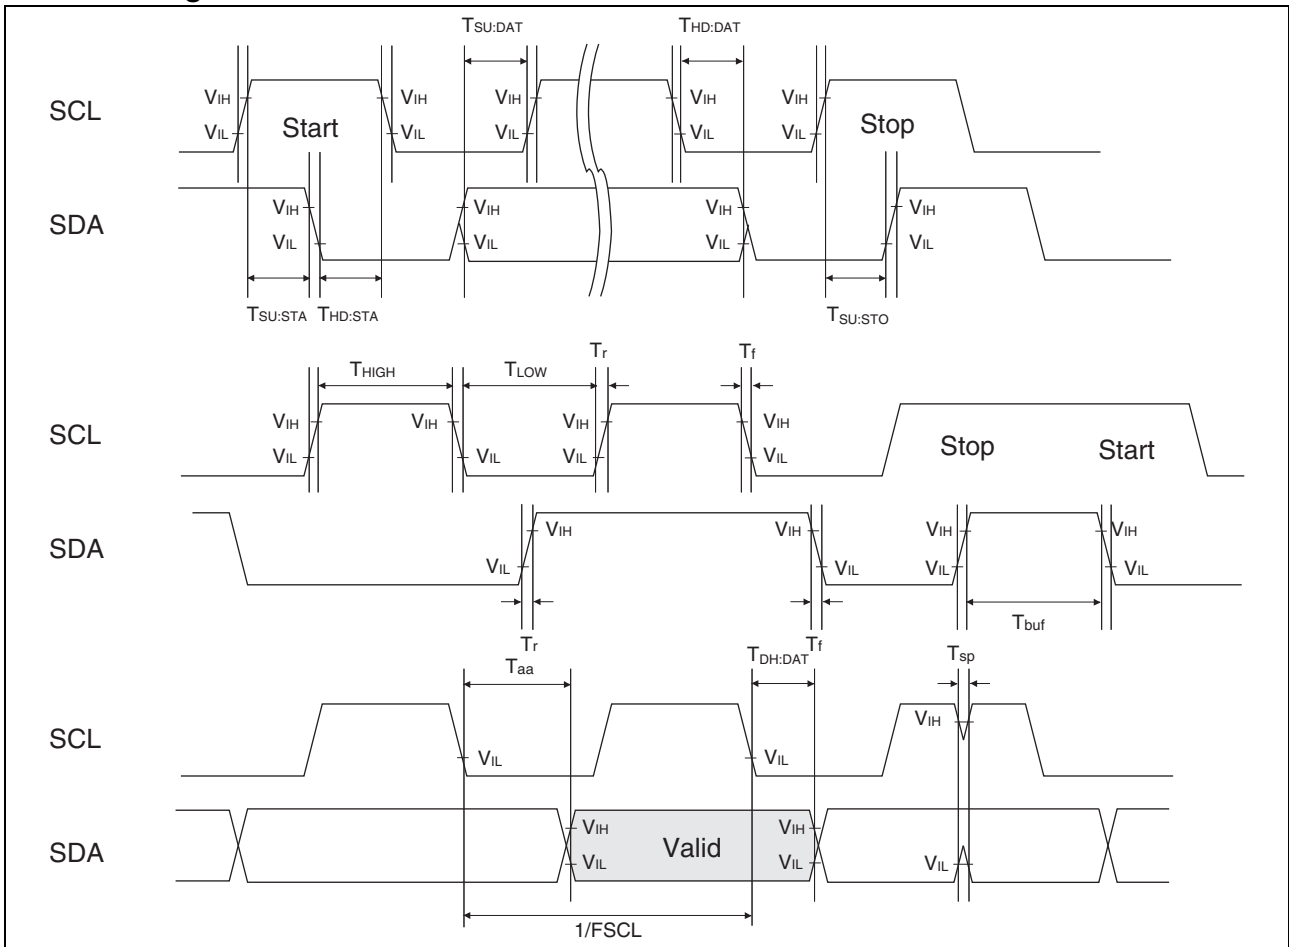 TSU:DAT THD:DAT
SCL VIH VIH VIH VIH VIH
Start Stop
VIL VIL VIL VIL VIL
SDA VIH VIH VIH VIH
VIL VIL VIL VIL
TSU:STA THD:STA TSU:STO
THIGH TLOW Tr Tf
SCL VIH VIH VIH VIH
Stop Start
VIL VIL VIL VIL
SDA VIH VIH VIH VIH
VIL VIL VIL VIL
Tbuf
Tr Tf
Taa TDH:DAT Tsp
SCL VIH
VIL VIL
SDA VIH Valid VIH
VIL VIL VIL
1/FSCL